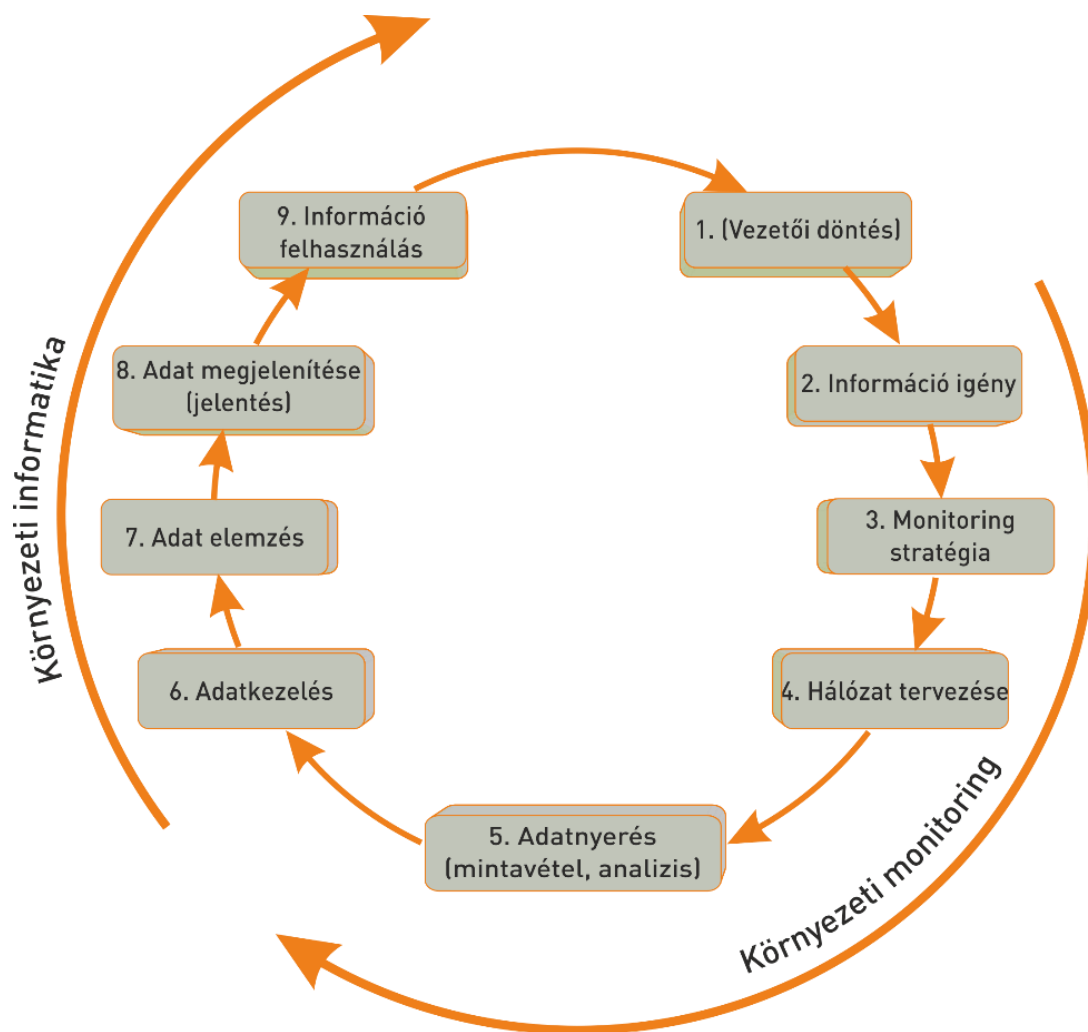 1. (Vezetői döntés)
2. Információ igény
3. Monitoring
stratégia
4. Hálózat tervezése
5. Adatnyerés
(mintavétel, analizis)
6. Adatkezelés
7. Adat elemzés
8. Adat megjelenítése
(jelentés)
9. Információ
felhasználás
Környezeti informatika
Környezeti monitoring